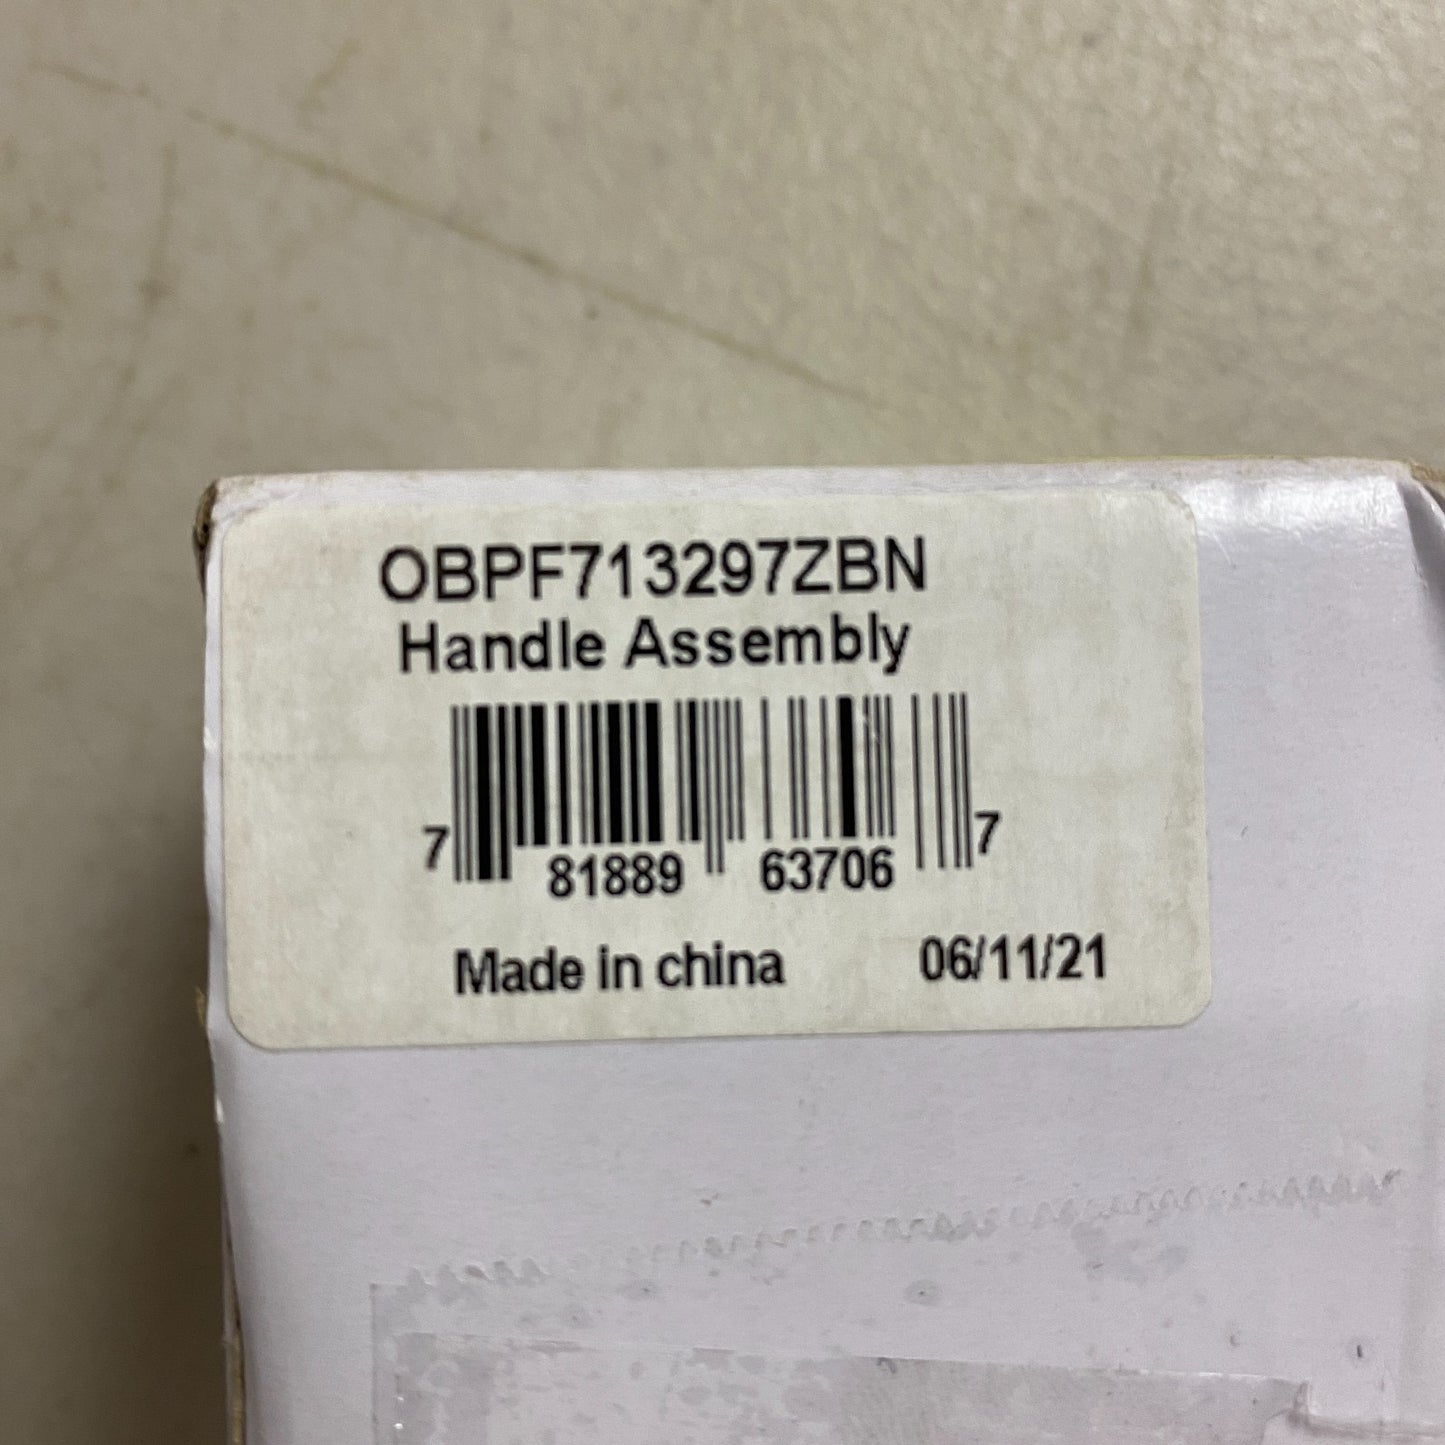 OBPF713297ZBN
Handle Assembly
7 81889 63706 7
Made in china 06/11/21